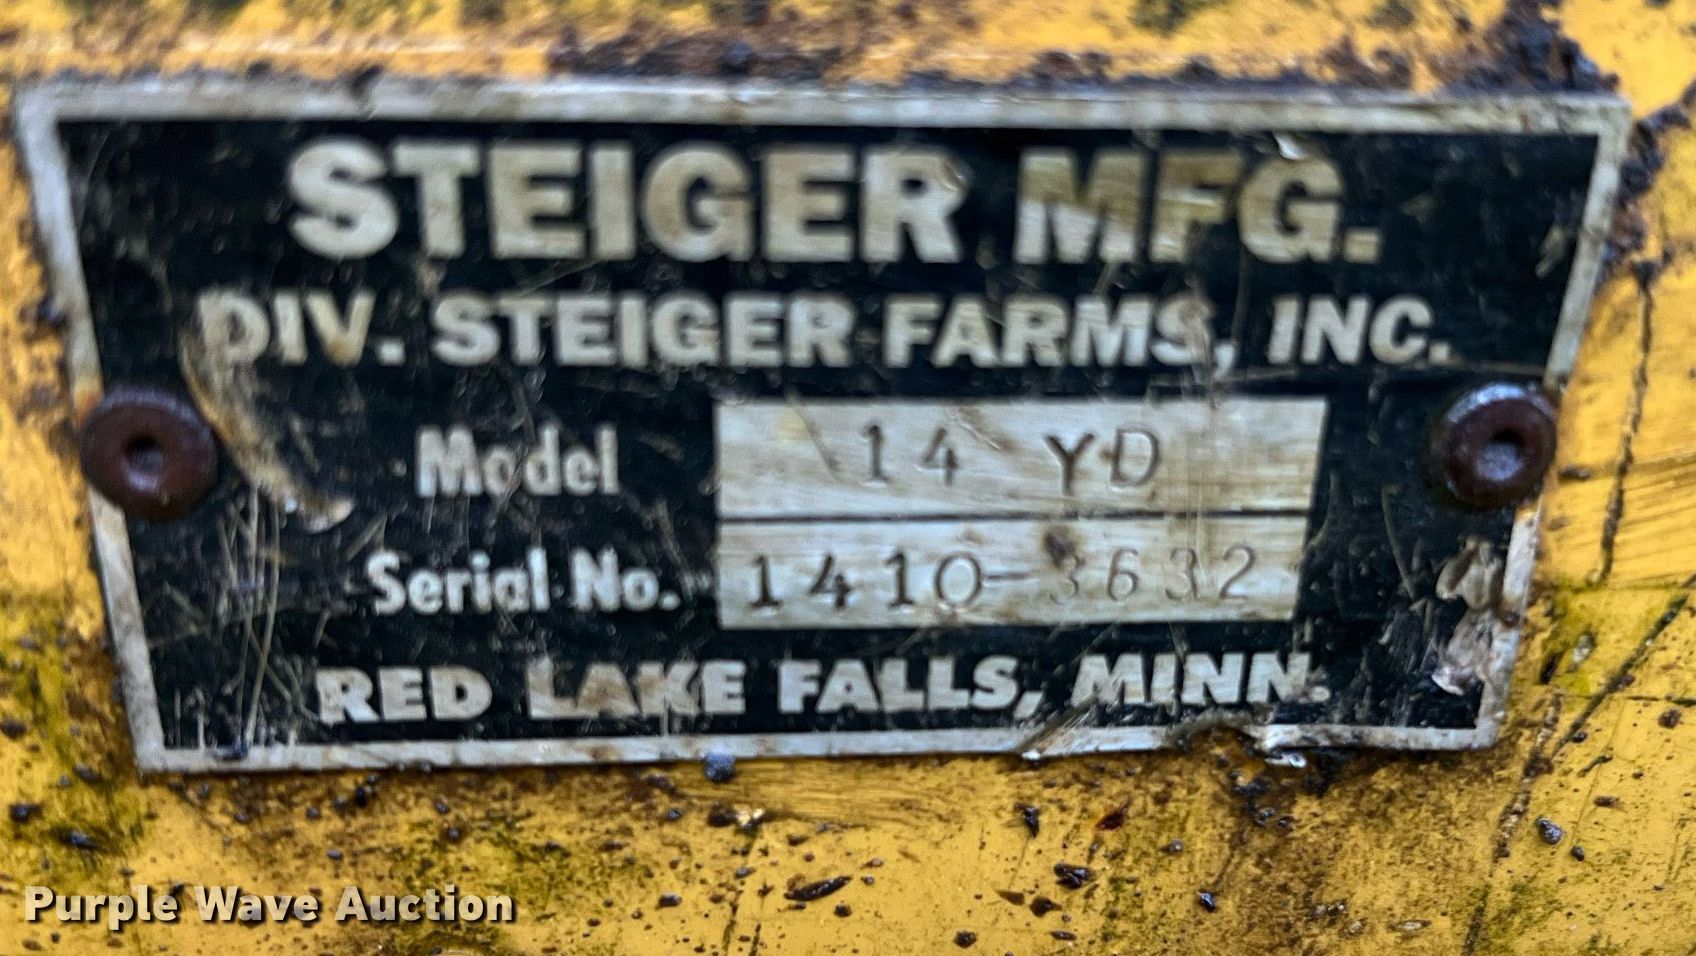 STEIGER MFG.
DIV. STEIGER FARMS, INC.
Model 14 YD
Serial No. 1410-3632
RED LAKE FALLS, MINN.
Purple Wave Auction